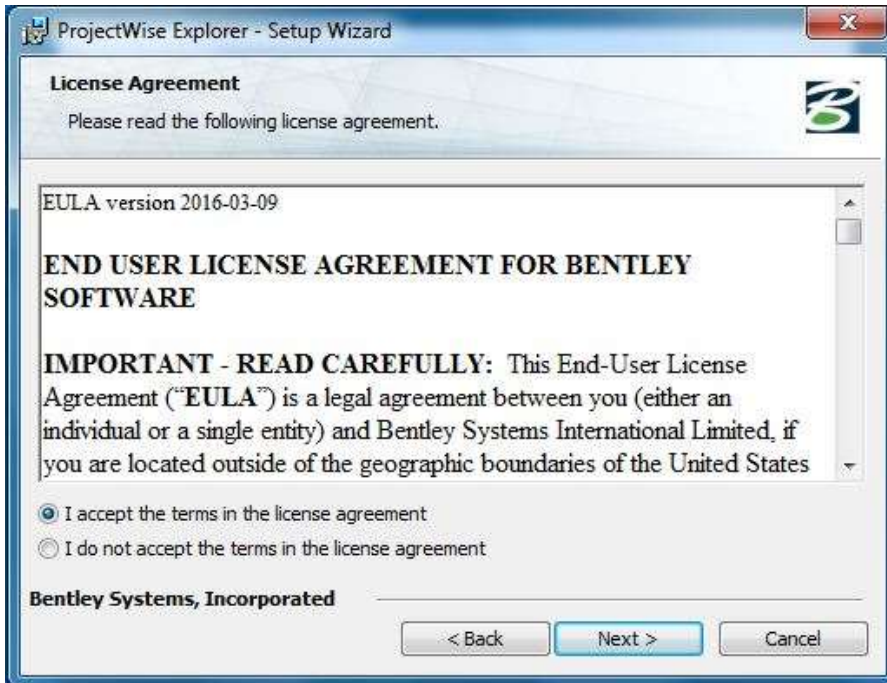 ProjectWise Explorer - Setup Wizard
License Agreement
Please read the following license agreement.
EULA version 2016-03-09
END USER LICENSE AGREEMENT FOR BENTLEY
SOFTWARE
IMPORTANT - READ CAREFULLY: This End-User License
Agreement (“EULA”) is a legal agreement between you (either an
individual or a single entity) and Bentley Systems International Limited, if
you are located outside of the geographic boundaries of the United States
I accept the terms in the license agreement
I do not accept the terms in the license agreement
Bentley Systems, Incorporated
< Back Next > Cancel